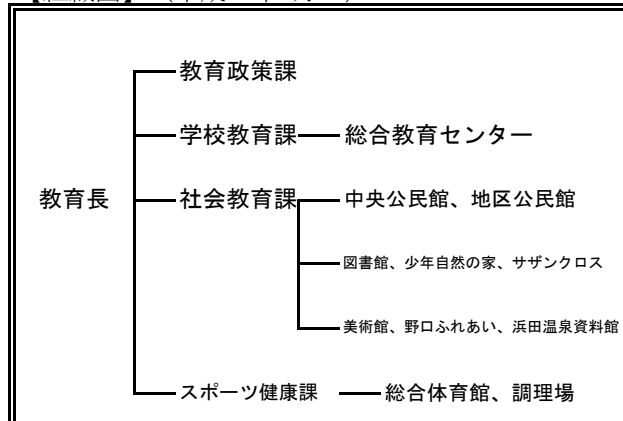 教育政策課
学校教育課 総合教育センター
教育長 社会教育課 中央公民館、地区公民館
図書館、少年自然の家、サザンクロス
美術館、野口ふれあい、浜田温泉資料館
スポーツ健康課 総合体育館、調理場